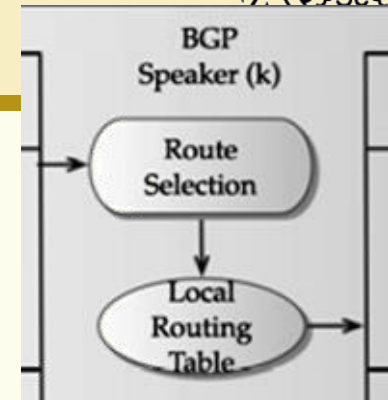 BGP
Speaker (k)
Route
Selection
Local
Routing
Table